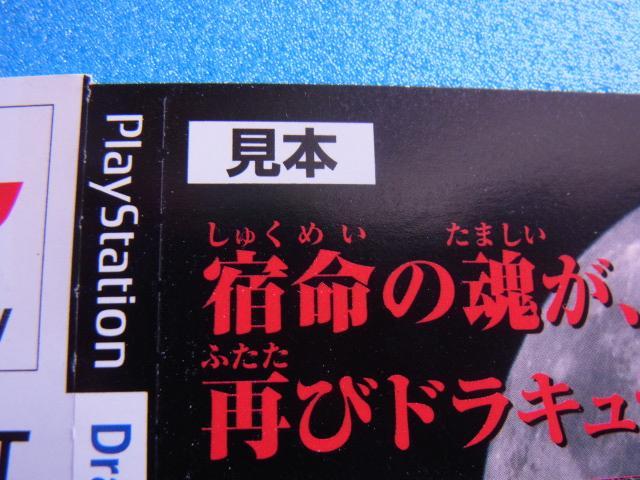 PlayStation
Dra
見本
しゅくめい たましい
宿命の魂が、
ふたた
再びドラキュ